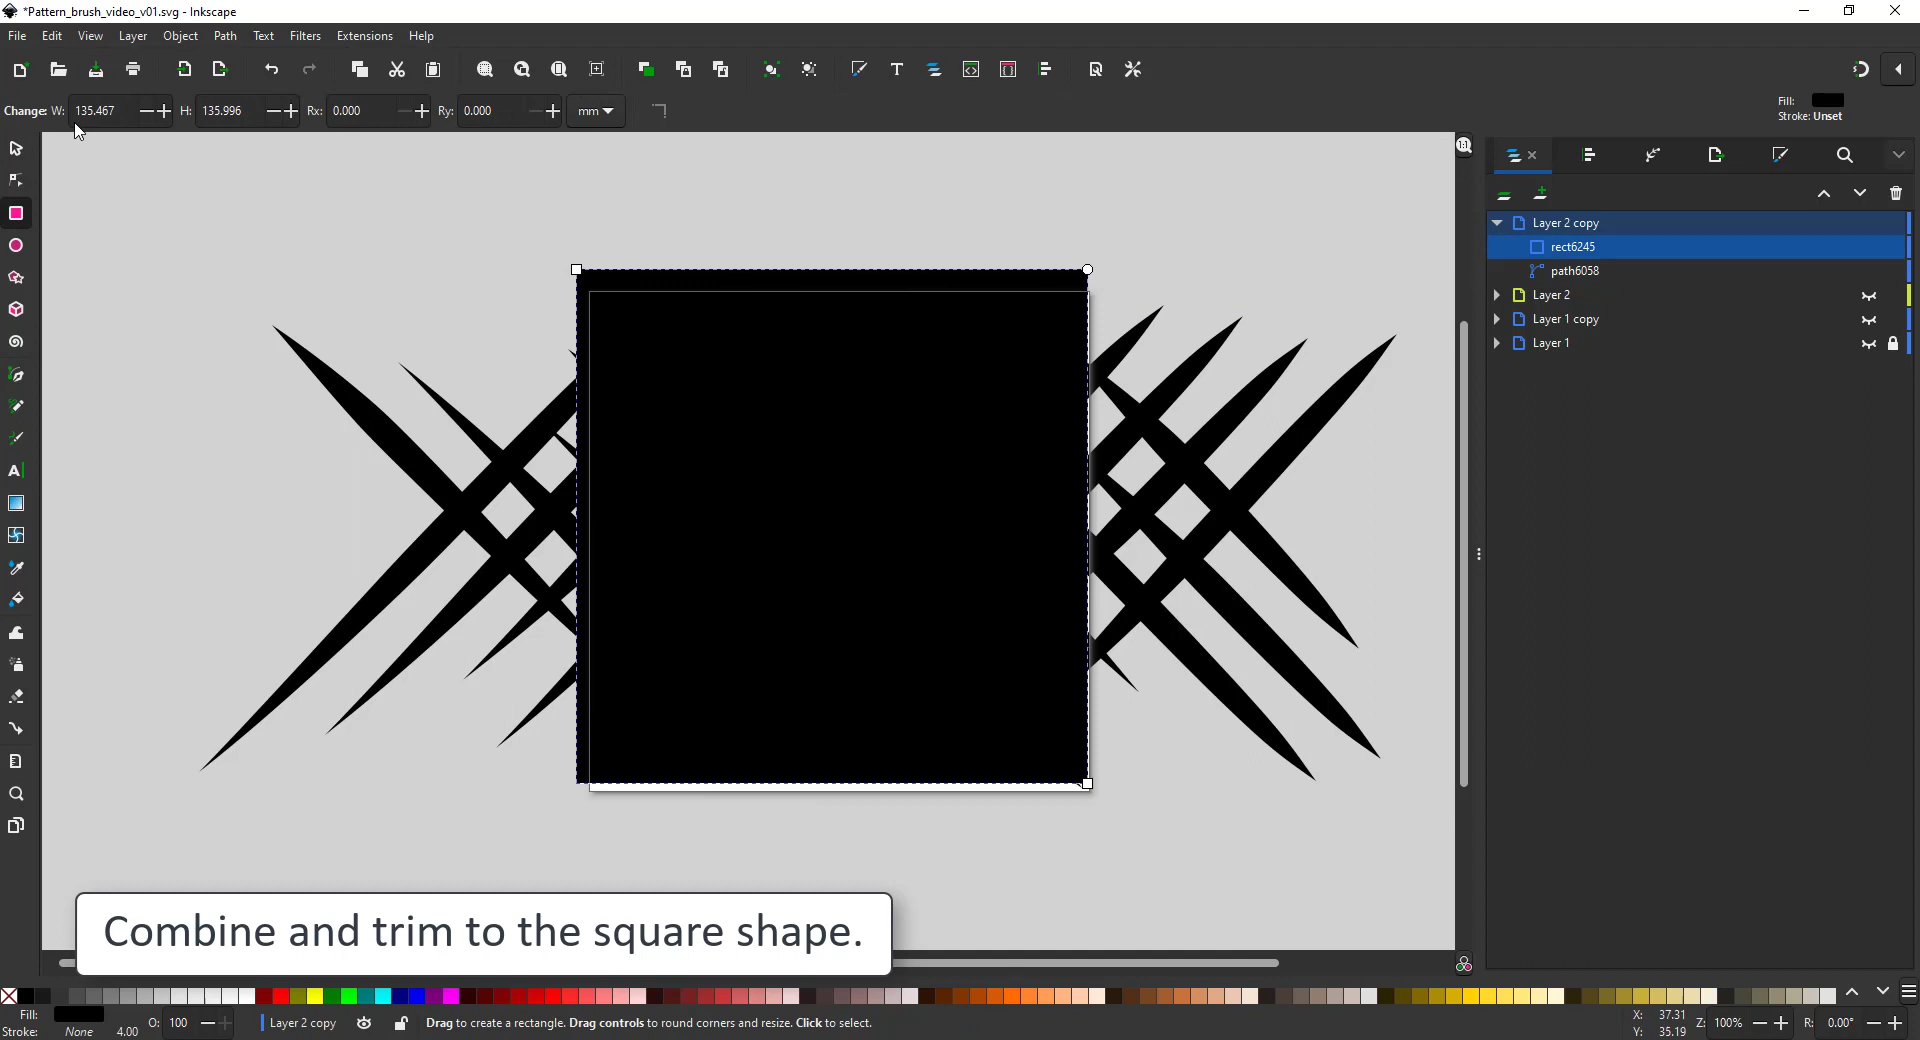 *Pattern_brush_video_v01.svg - Inkscape
File Edit View Layer Object Path Text Filters Extensions Help
Change: W: 135.467 H: 135.996 Rx: 0.000 Ry: 0.000 mm
Fill:
Stroke: Unset
Layer 2 copy
rect6245
path6058
Layer 2
Layer 1 copy
Layer 1
Combine and trim to the square shape.
Fill:
Stroke: None 4.00
O: 100
Layer 2 copy
Drag to create a rectangle. Drag controls to round corners and resize. Click to select.
X: 37.31
Y: 35.19
Z: 100%
R: 0.00°